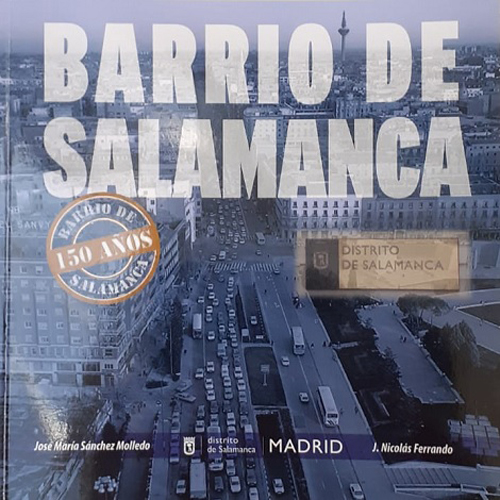 BARRIO DE
SALAMANCA
BARRIO DE
150 AÑOS
SALAMANCA
DISTRITO
DE SALAMANCA
José María Sánchez Molledo
distrito
de Salamanca
MADRID
J. Nicolás Ferrando